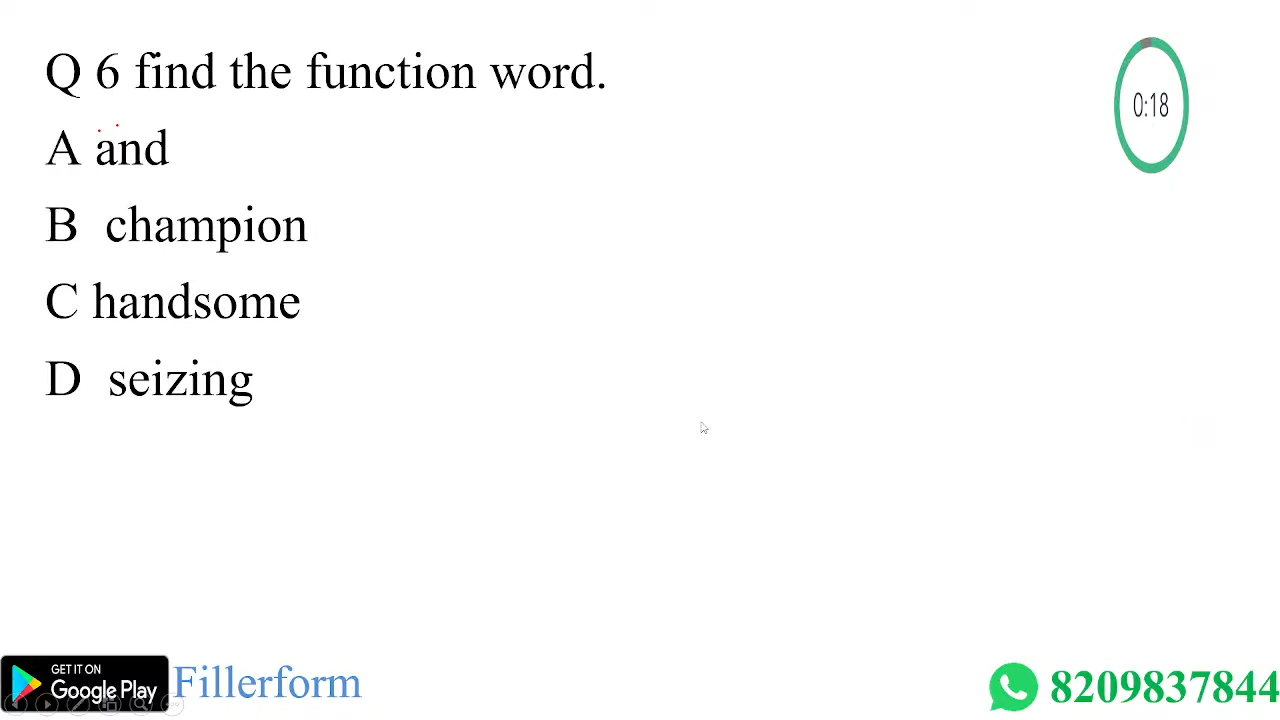 Q 6 find the function word.
0:18
A and
B champion
C handsome
D seizing
GET IT ON
Google Play
Fillerform
8209837844